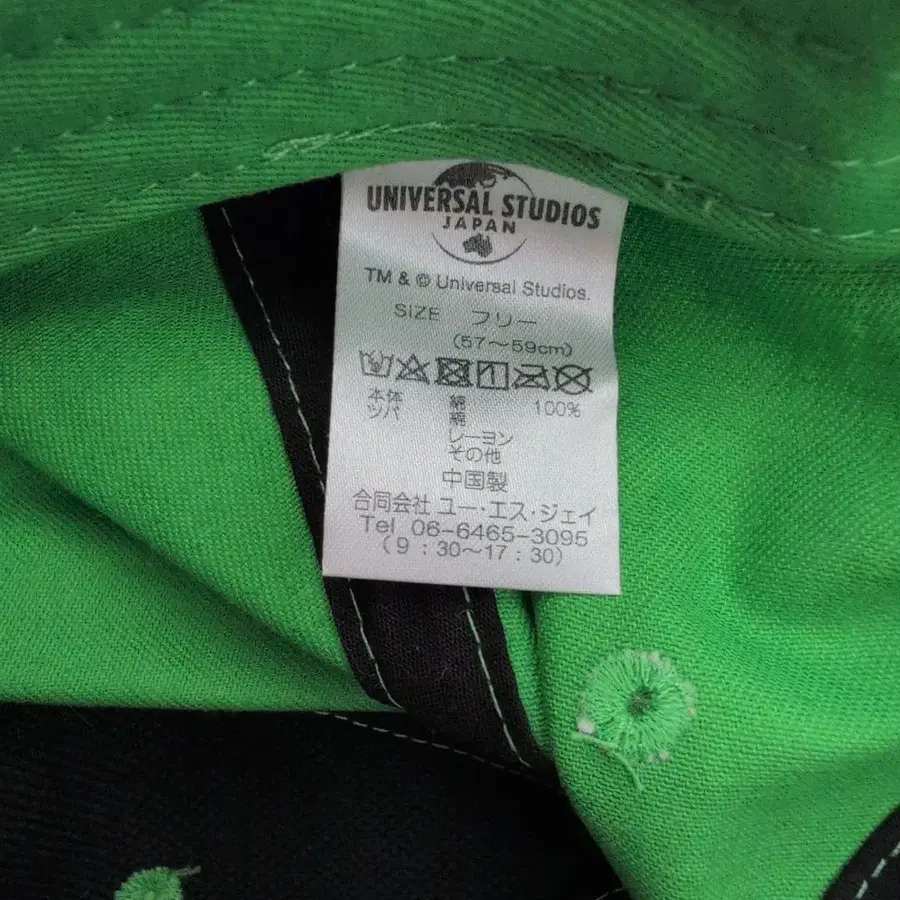 UNIVERSAL STUDIOS
JAPAN
TM & © Universal Studios.
SIZE フリー
(57～59cm)
本体 綿 100%
ツバ 綿
レーヨン
その他
中国製
合同会社 ユー・エス・ジェイ
Tel 06-6465-3095
(9:30～17:30)